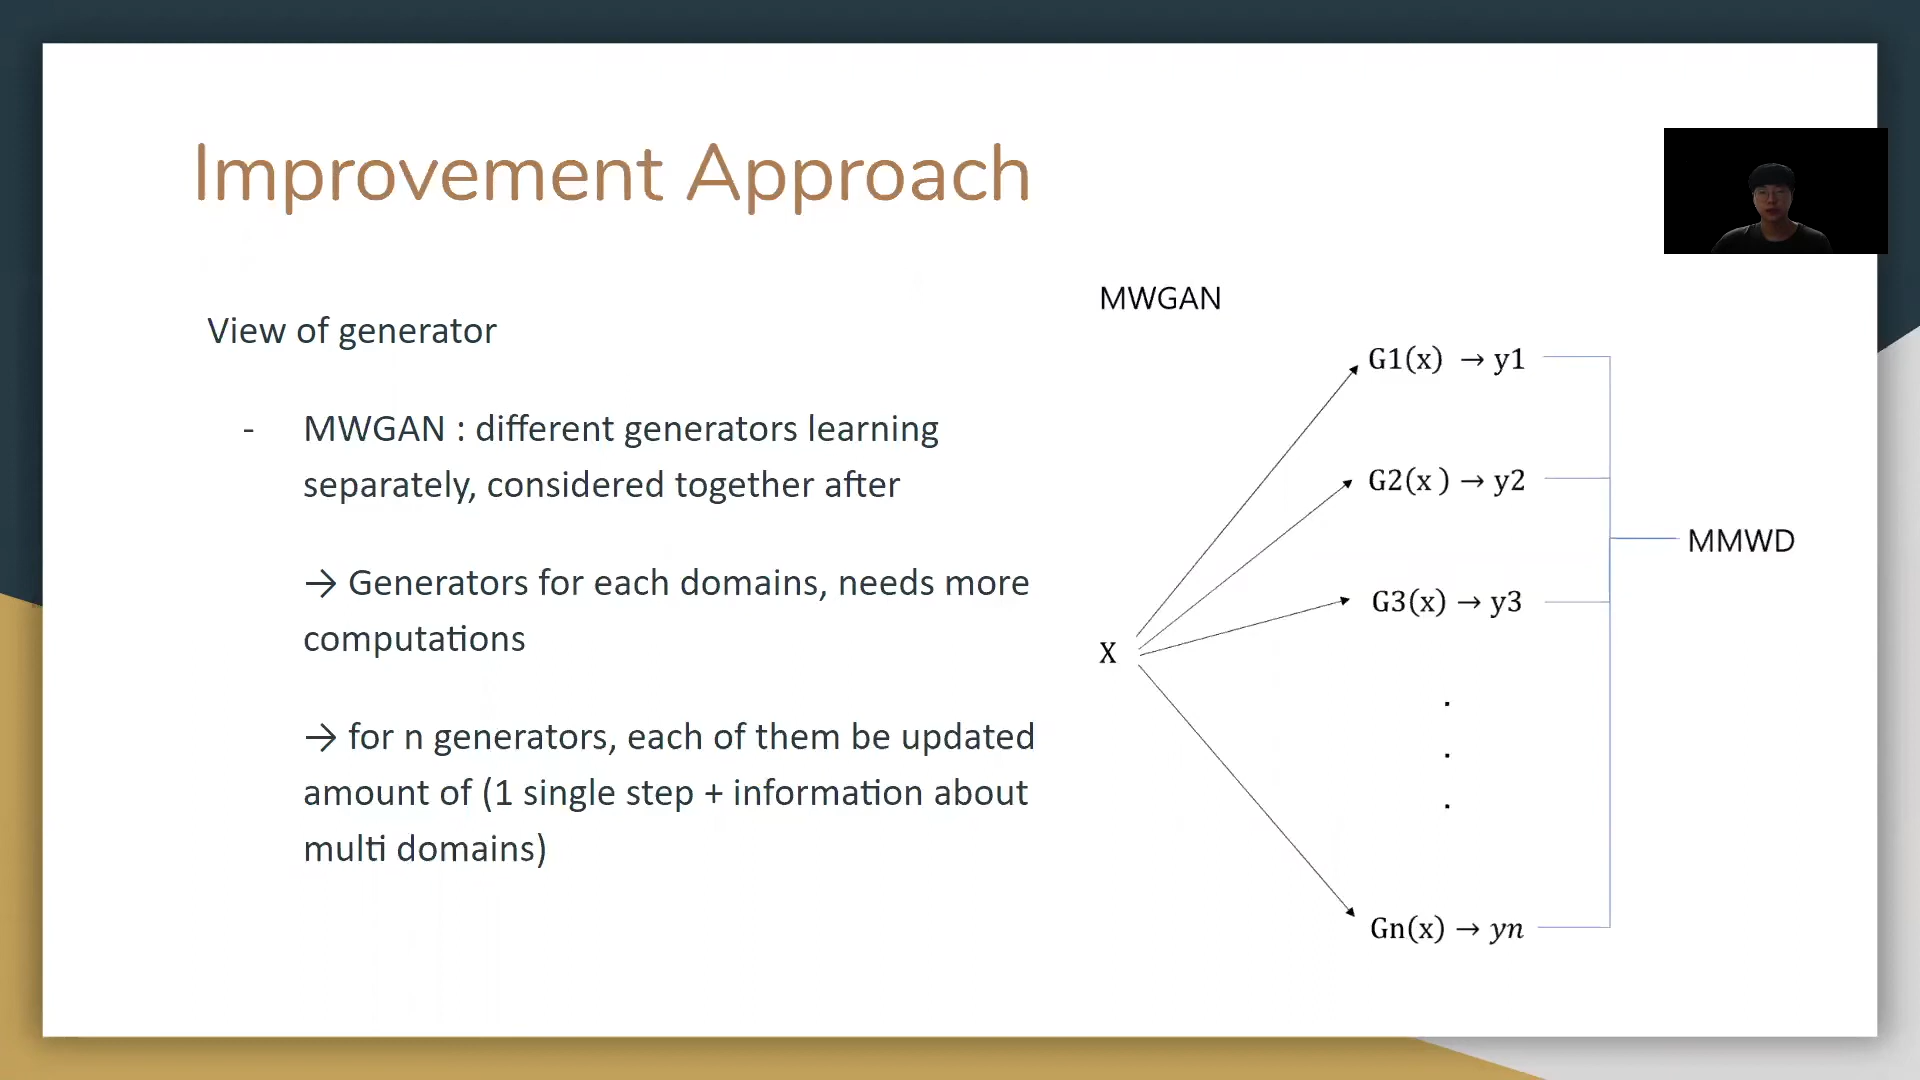 Improvement Approach
View of generator
- MWGAN : different generators learning
separately, considered together after
→ Generators for each domains, needs more
computations
→ for n generators, each of them be updated
amount of (1 single step + information about
multi domains)
MWGAN
G1(x) → y1
G2(x ) → y2
MMWD
G3(x) → y3
X
.
.
.
Gn(x) → yn